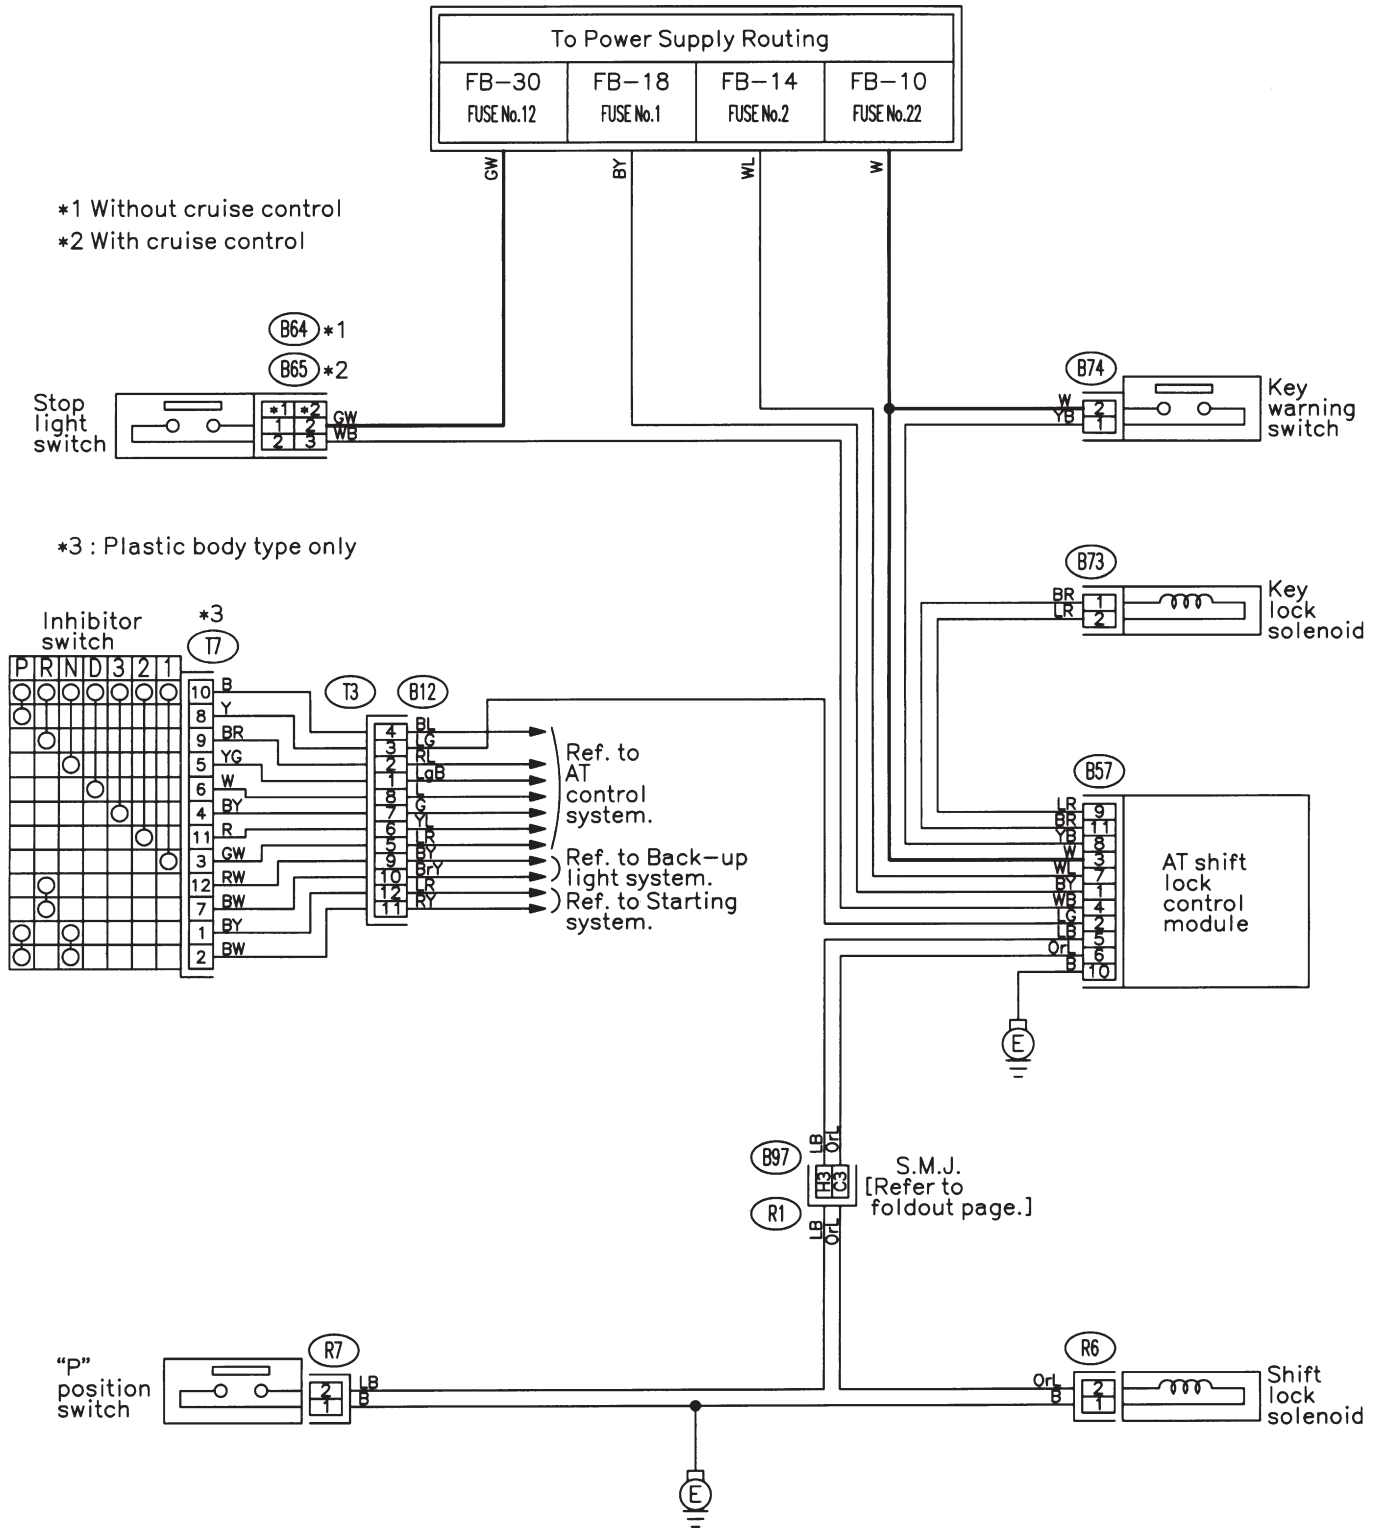 To Power Supply Routing
FB-30 FB-18 FB-14 FB-10
FUSE No.12 FUSE No.1 FUSE No.2 FUSE No.22
GW BY WL W
*1 Without cruise control
*2 With cruise control
B64 *1
B65 *2
Stop
light
switch
*1 *2
1 2 GW
2 3 WB
B74
W 2
YB 1
Key
warning
switch
*3 : Plastic body type only
B73
BR 1
LR 2
Key
lock
solenoid
Inhibitor
switch
*3
T7
P R N D 3 2 1
10 B
8 Y
9 BR
5 YG
6 W
4 BY
11 R
3 GW
12 RW
7 BW
1 BY
2 BW
T3 B12
4 BL
3 LG
2 RL
1 LgB
8 L
7 G
6 YL
5 LR
9 BY
10 BrY
12 LR
11 RY
Ref. to
AT
control
system.
Ref. to Back-up
light system.
Ref. to Starting
system.
B57
LR 9
BR 11
YB 8
W 3
WL 7
BY 1
WB 4
LG 2
LB 5
OrL 6
B 10
AT shift
lock
control
module
E
LB OrL
B97
H3 C3
R1
LB OrL
S.M.J.
[Refer to
foldout page.]
"P"
position
switch
R7
2 LB
1 B
R6
OrL 2
B 1
Shift
lock
solenoid
E